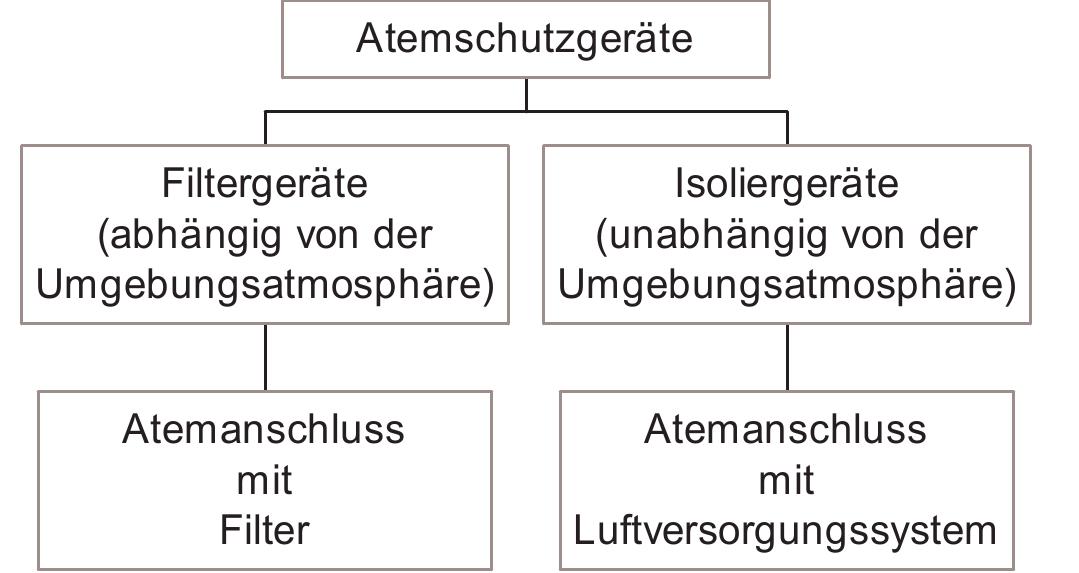 Atemschutzgeräte
Filtergeräte
(abhängig von der
Umgebungsatmosphäre)
Isoliergeräte
(unabhängig von der
Umgebungsatmosphäre)
Atemanschluss
mit
Filter
Atemanschluss
mit
Luftversorgungssystem